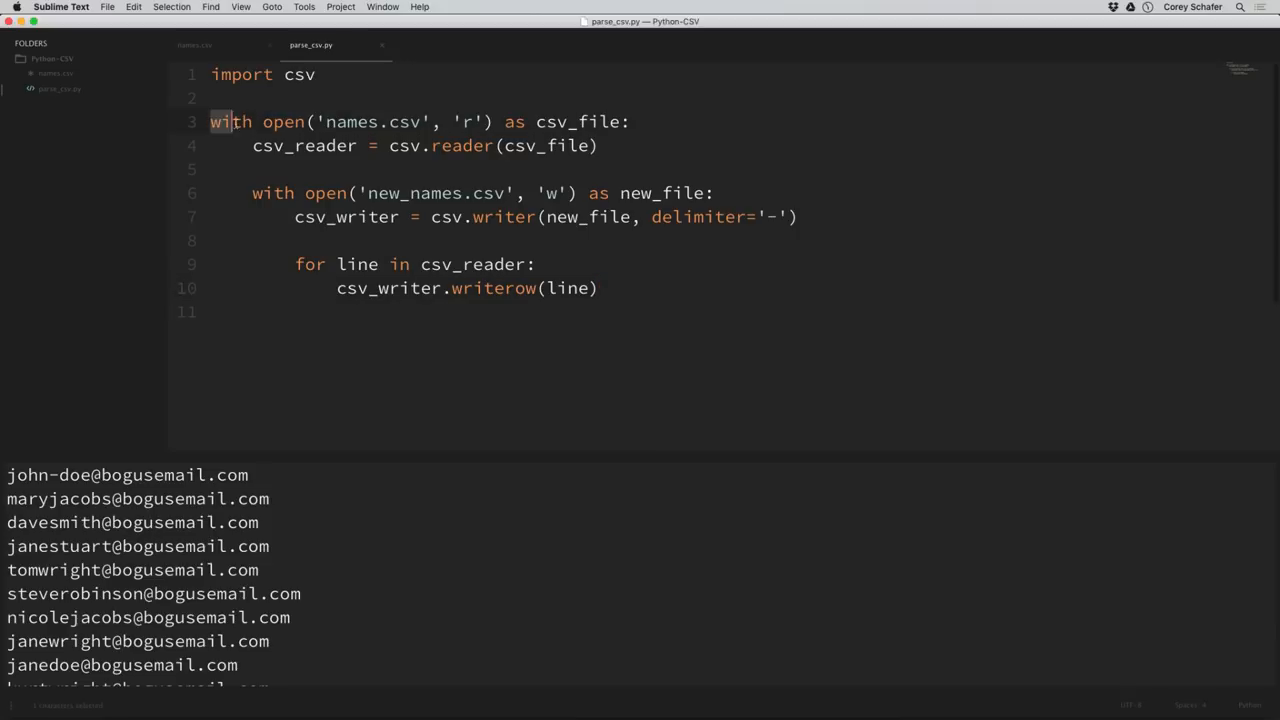 Sublime Text File Edit Selection Find View Goto Tools Project Window Help Corey Schafer
parse_csv.py — Python-CSV
FOLDERS
Python-CSV
names.csv
parse_csv.py
names.csv parse_csv.py
1 import csv
2
3 with open('names.csv', 'r') as csv_file:
4 csv_reader = csv.reader(csv_file)
5
6 with open('new_names.csv', 'w') as new_file:
7 csv_writer = csv.writer(new_file, delimiter='-')
8
9 for line in csv_reader:
10 csv_writer.writerow(line)
11
john-doe@bogusemail.com
maryjacobs@bogusemail.com
davesmith@bogusemail.com
janestuart@bogusemail.com
tomwright@bogusemail.com
steverobinson@bogusemail.com
nicolejacobs@bogusemail.com
janewright@bogusemail.com
janedoe@bogusemail.com
UTF-8 Spaces: 4 Python